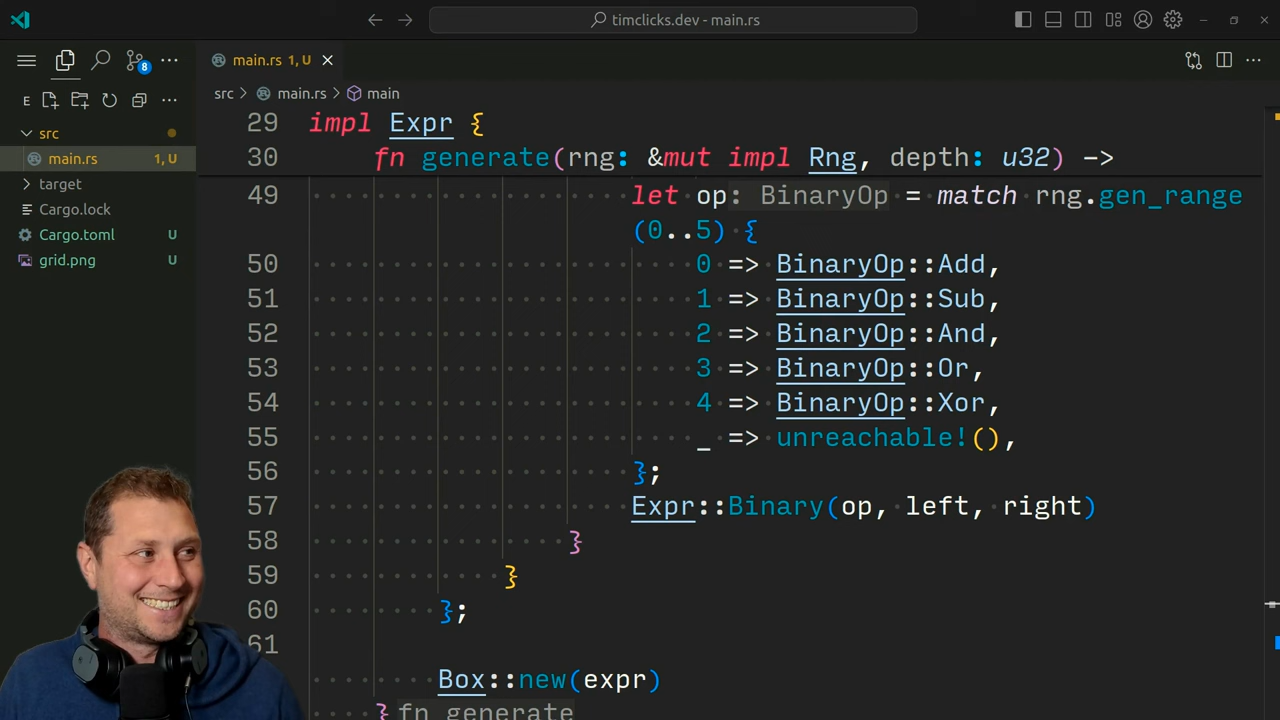 timclicks.dev - main.rs
8
main.rs 1, U
E
src > main.rs > main
src
main.rs 1, U
target
Cargo.lock
Cargo.toml U
grid.png U
29 impl Expr {
30 fn generate(rng: &mut impl Rng, depth: u32) ->
49 let op: BinaryOp = match rng.gen_range
(0..5) {
50 0 => BinaryOp::Add,
51 1 => BinaryOp::Sub,
52 2 => BinaryOp::And,
53 3 => BinaryOp::Or,
54 4 => BinaryOp::Xor,
55 _ => unreachable!(),
56 };
57 Expr::Binary(op, left, right)
58 }
59 }
60 };
61
Box::new(expr)
} fn generate